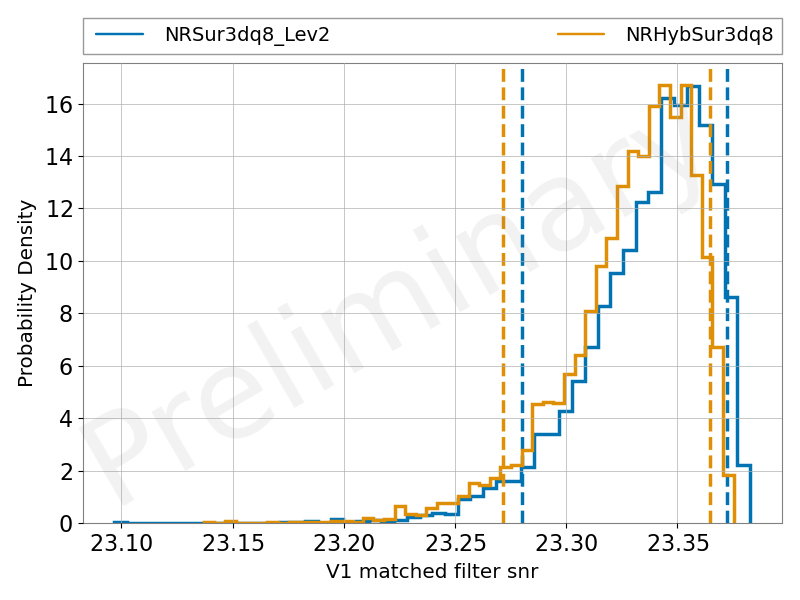 NRSur3dq8_Lev2 NRHybSur3dq8
16
14
12
10
8
6
4
2
0
Probability Density
Preliminary
23.10 23.15 23.20 23.25 23.30 23.35
V1 matched filter snr